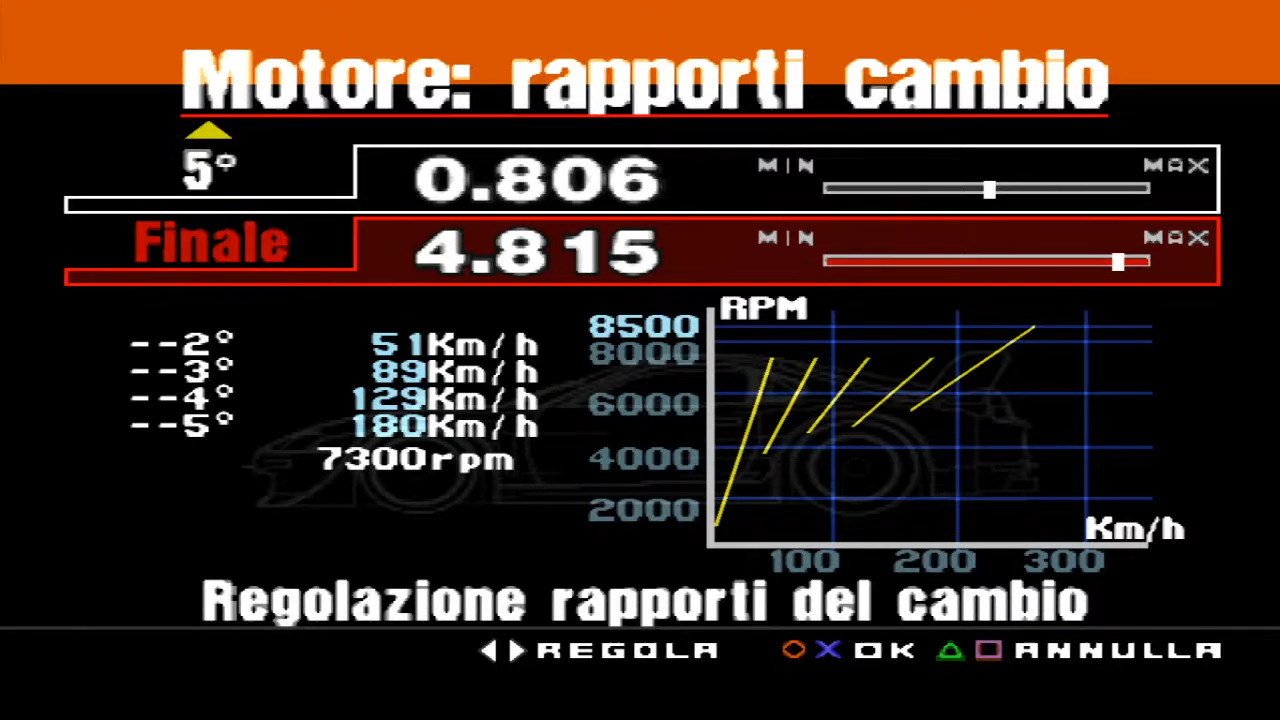 Motore: rapporti cambio
5° 0.806 MIN MAX
Finale 4.815 MIN MAX
--2° 51Km/h
--3° 89Km/h
--4° 129Km/h
--5° 180Km/h
7300rpm
RPM
8500
8000
6000
4000
2000
Km/h
100 200 300
Regolazione rapporti del cambio
REGOLA OK ANNULLA